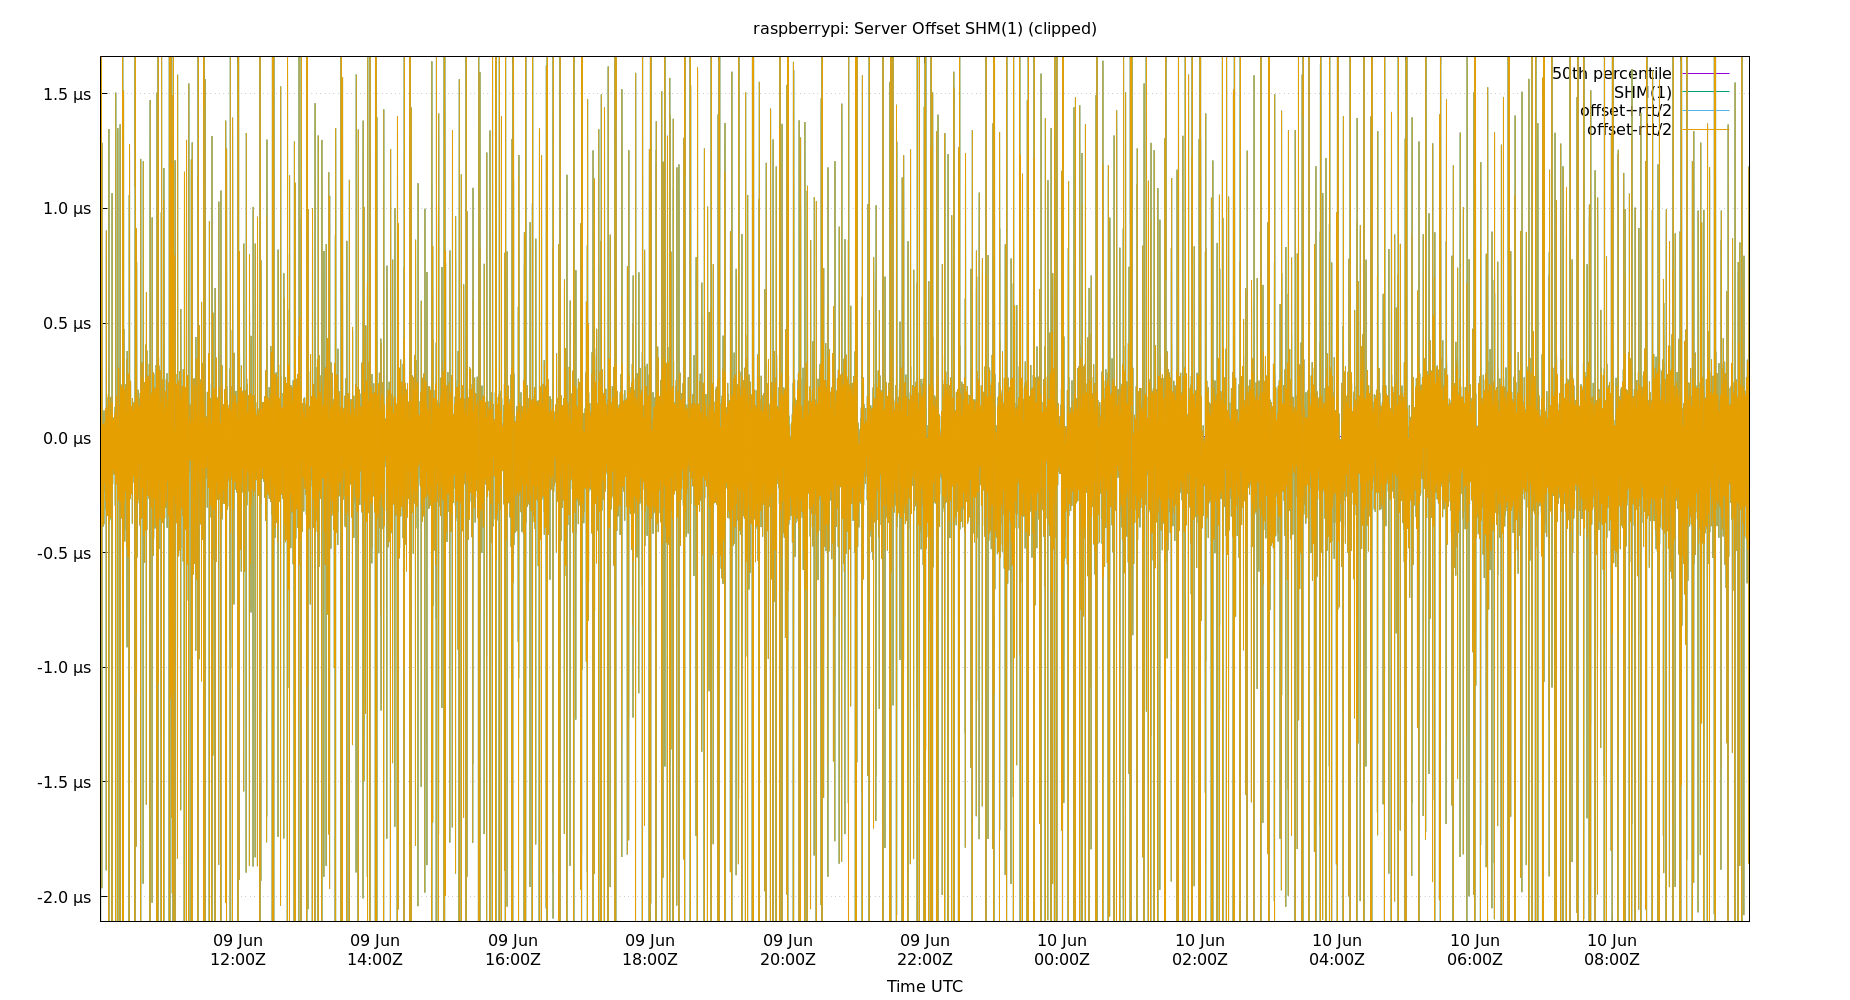 raspberrypi: Server Offset SHM(1) (clipped)
50th percentile
SHM(1)
offset+rtt/2
offset-rtt/2
1.5 µs
1.0 µs
0.5 µs
0.0 µs
-0.5 µs
-1.0 µs
-1.5 µs
-2.0 µs
09 Jun 09 Jun 09 Jun 09 Jun 09 Jun 09 Jun 10 Jun 10 Jun 10 Jun 10 Jun 10 Jun
12:00Z 14:00Z 16:00Z 18:00Z 20:00Z 22:00Z 00:00Z 02:00Z 04:00Z 06:00Z 08:00Z
Time UTC